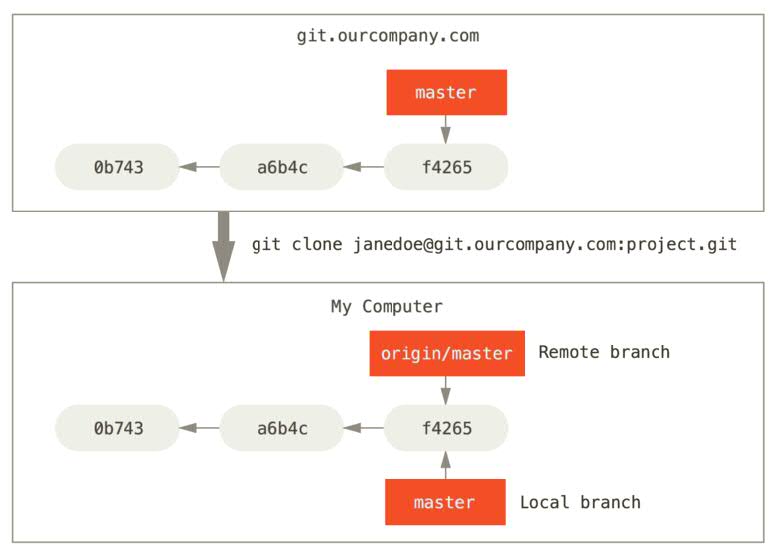 git.ourcompany.com
master
0b743
a6b4c
f4265
git clone janedoe@git.ourcompany.com:project.git
My Computer
origin/master
Remote branch
0b743
a6b4c
f4265
master
Local branch